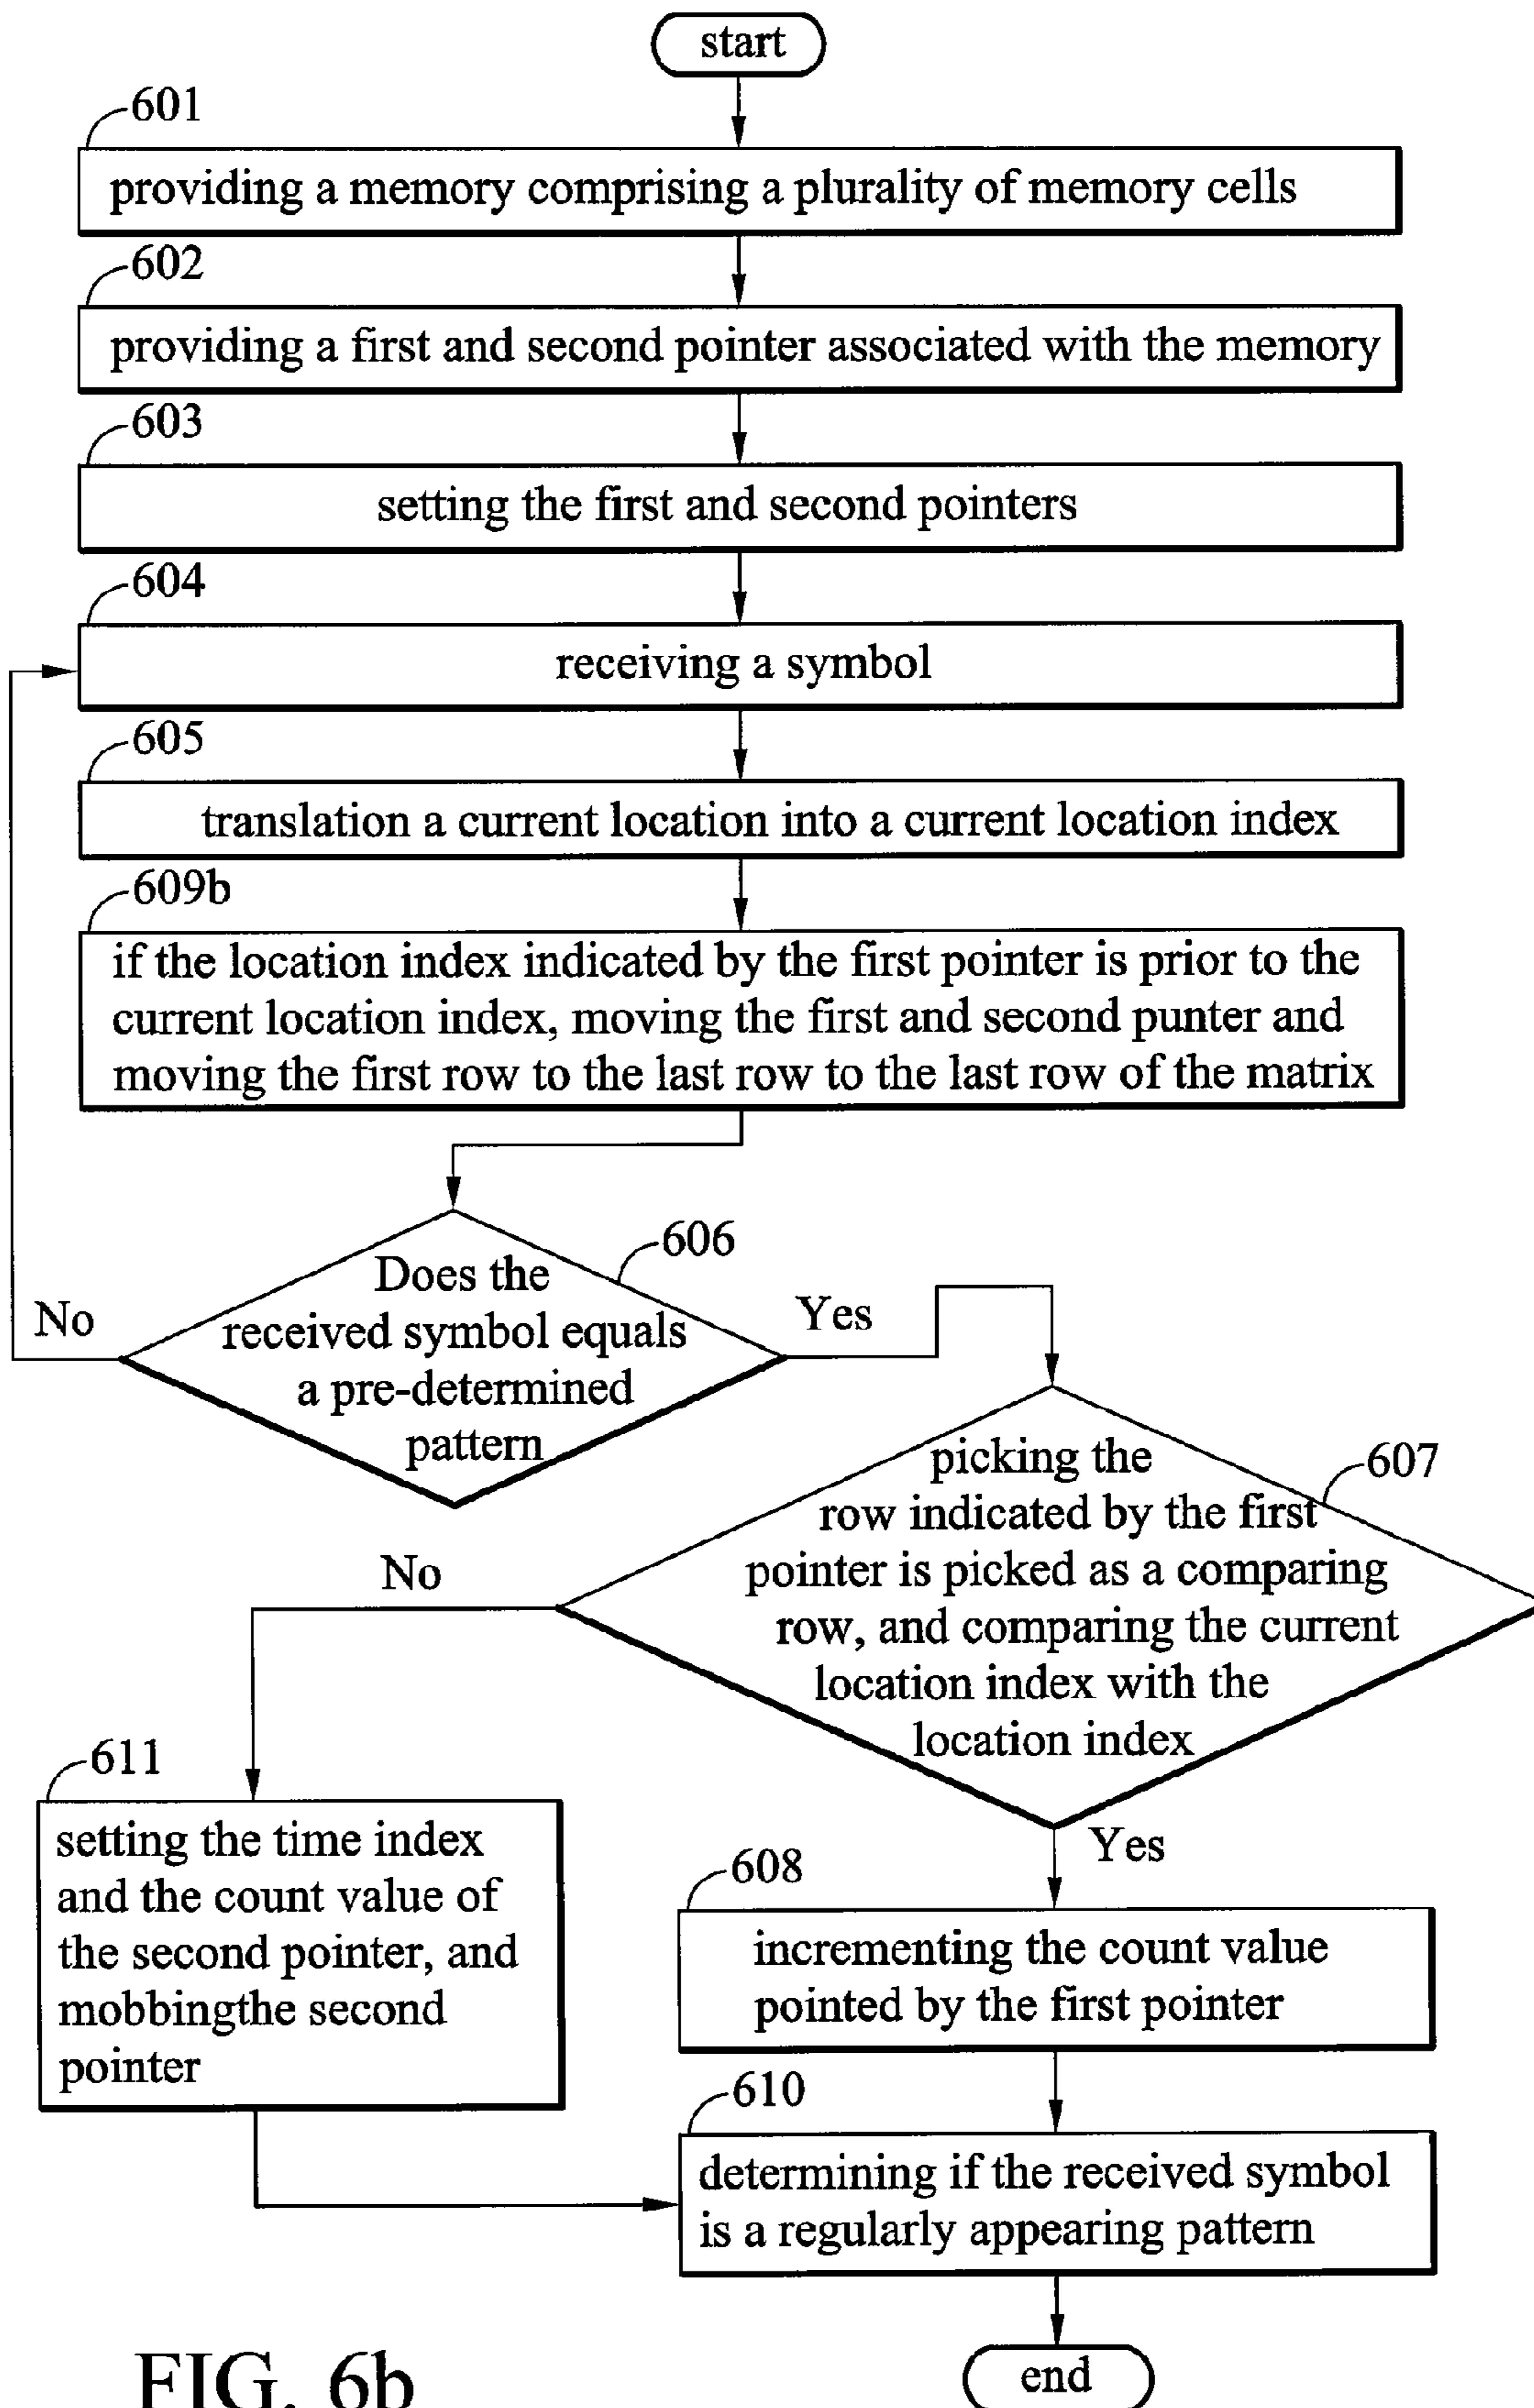 start
601
providing a memory comprising a plurality of memory cells
602
providing a first and second pointer associated with the memory
603
setting the first and second pointers
604
receiving a symbol
605
translation a current location into a current location index
609b
if the location index indicated by the first pointer is prior to the
current location index, moving the first and second punter and
moving the first row to the last row to the last row of the matrix
606
Does the
received symbol equals
a pre-determined
pattern
No
Yes
607
picking the
row indicated by the first
pointer is picked as a comparing
row, and comparing the current
location index with the
location index
No
Yes
611
setting the time index
and the count value of
the second pointer, and
mobbingthe second
pointer
608
incrementing the count value
pointed by the first pointer
610
determining if the received symbol
is a regularly appearing pattern
end
FIG. 6b